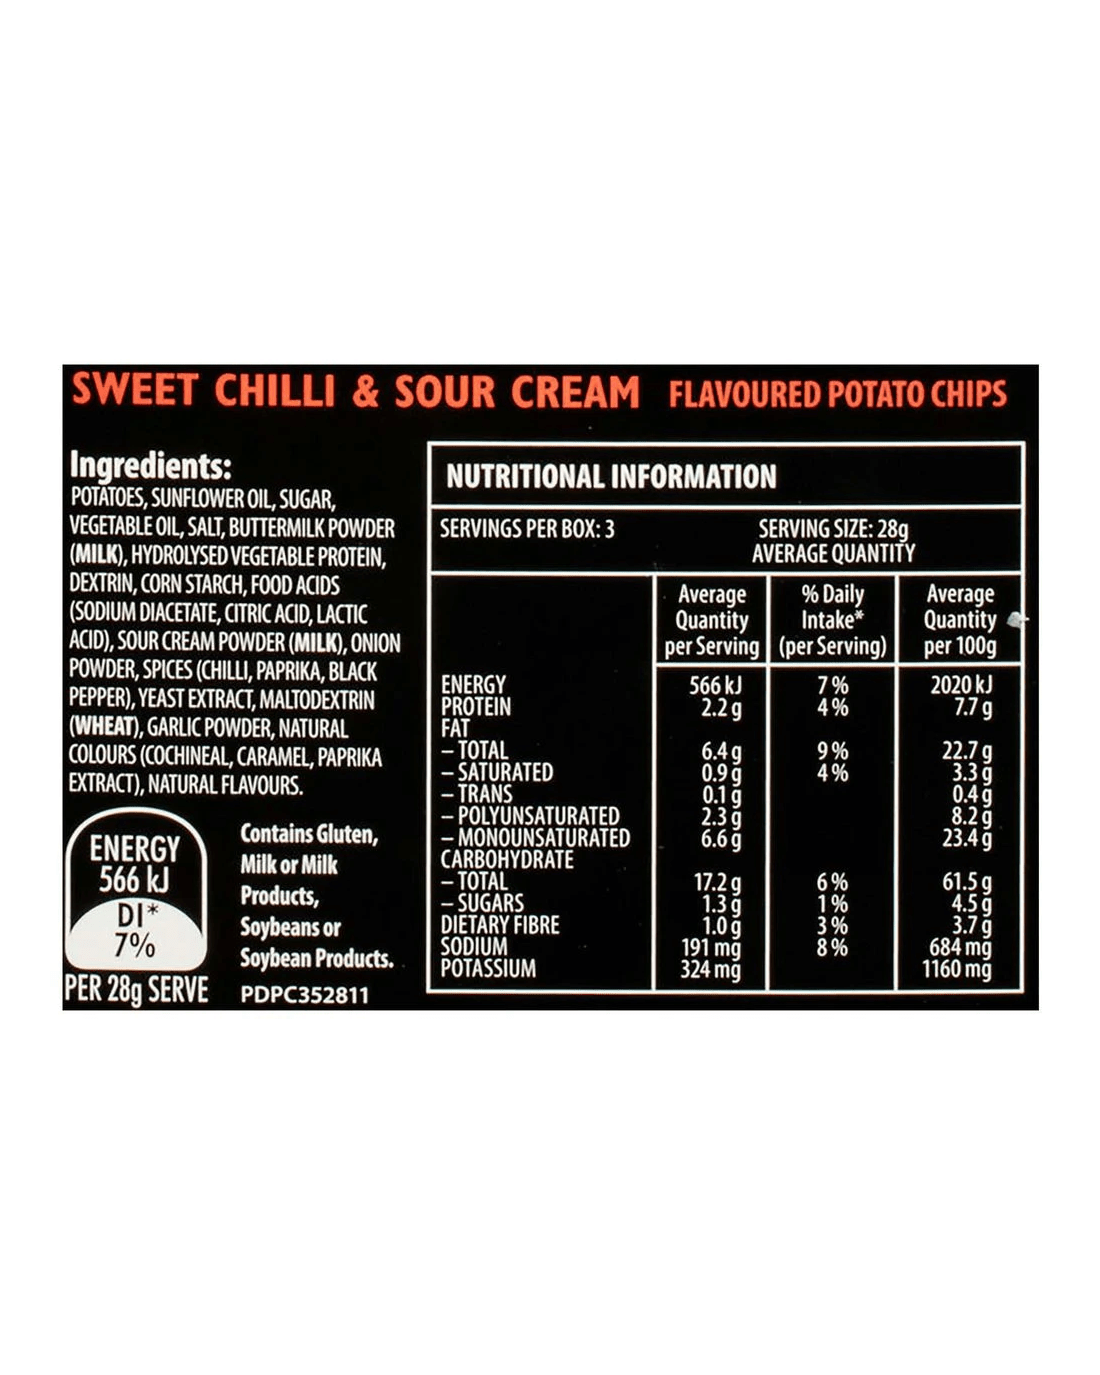 SWEET CHILLI & SOUR CREAM FLAVOURED POTATO CHIPS
Ingredients:
POTATOES, SUNFLOWER OIL, SUGAR,
VEGETABLE OIL, SALT, BUTTERMILK POWDER
(MILK), HYDROLYSED VEGETABLE PROTEIN,
DEXTRIN, CORN STARCH, FOOD ACIDS
(SODIUM DIACETATE, CITRIC ACID, LACTIC
ACID), SOUR CREAM POWDER (MILK), ONION
POWDER, SPICES (CHILLI, PAPRIKA, BLACK
PEPPER), YEAST EXTRACT, MALTODEXTRIN
(WHEAT), GARLIC POWDER, NATURAL
COLOURS (COCHINEAL, CARAMEL, PAPRIKA
EXTRACT), NATURAL FLAVOURS.
ENERGY
566 kJ
DI*
7%
PER 28g SERVE
Contains Gluten,
Milk or Milk
Products,
Soybeans or
Soybean Products.
PDPC352811
NUTRITIONAL INFORMATION
SERVINGS PER BOX: 3 SERVING SIZE: 28g
AVERAGE QUANTITY
Average % Daily Average
Quantity Intake* Quantity
per Serving (per Serving) per 100g
ENERGY 566 kJ 7% 2020 kJ
PROTEIN 2.2 g 4% 7.7 g
FAT
– TOTAL 6.4 g 9% 22.7 g
– SATURATED 0.9 g 4% 3.3 g
– TRANS 0.1 g 0.4 g
– POLYUNSATURATED 2.3 g 8.2 g
– MONOUNSATURATED 6.6 g 23.4 g
CARBOHYDRATE
– TOTAL 17.2 g 6% 61.5 g
– SUGARS 1.3 g 1% 4.5 g
DIETARY FIBRE 1.0 g 3% 3.7 g
SODIUM 191 mg 8% 684 mg
POTASSIUM 324 mg 1160 mg